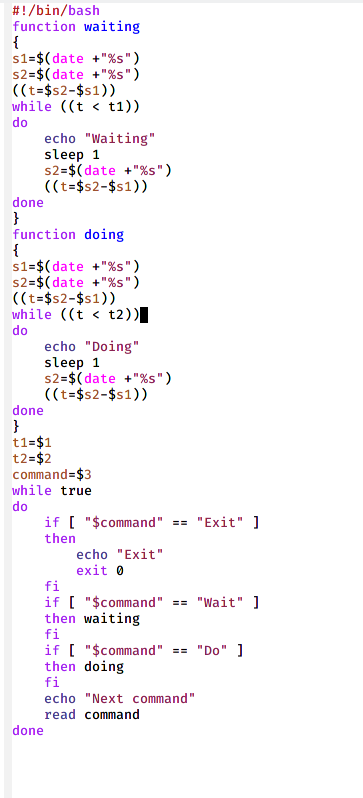 #!/bin/bash
function waiting
{
s1=$(date +"%s")
s2=$(date +"%s")
((t=$s2-$s1))
while ((t < t1))
do
    echo "Waiting"
    sleep 1
    s2=$(date +"%s")
    ((t=$s2-$s1))
done
}
function doing
{
s1=$(date +"%s")
s2=$(date +"%s")
((t=$s2-$s1))
while ((t < t2))
do
    echo "Doing"
    sleep 1
    s2=$(date +"%s")
    ((t=$s2-$s1))
done
}
t1=$1
t2=$2
command=$3
while true
do
    if [ "$command" == "Exit" ]
    then
        echo "Exit"
        exit 0
    fi
    if [ "$command" == "Wait" ]
    then waiting
    fi
    if [ "$command" == "Do" ]
    then doing
    fi
    echo "Next command"
    read command
done